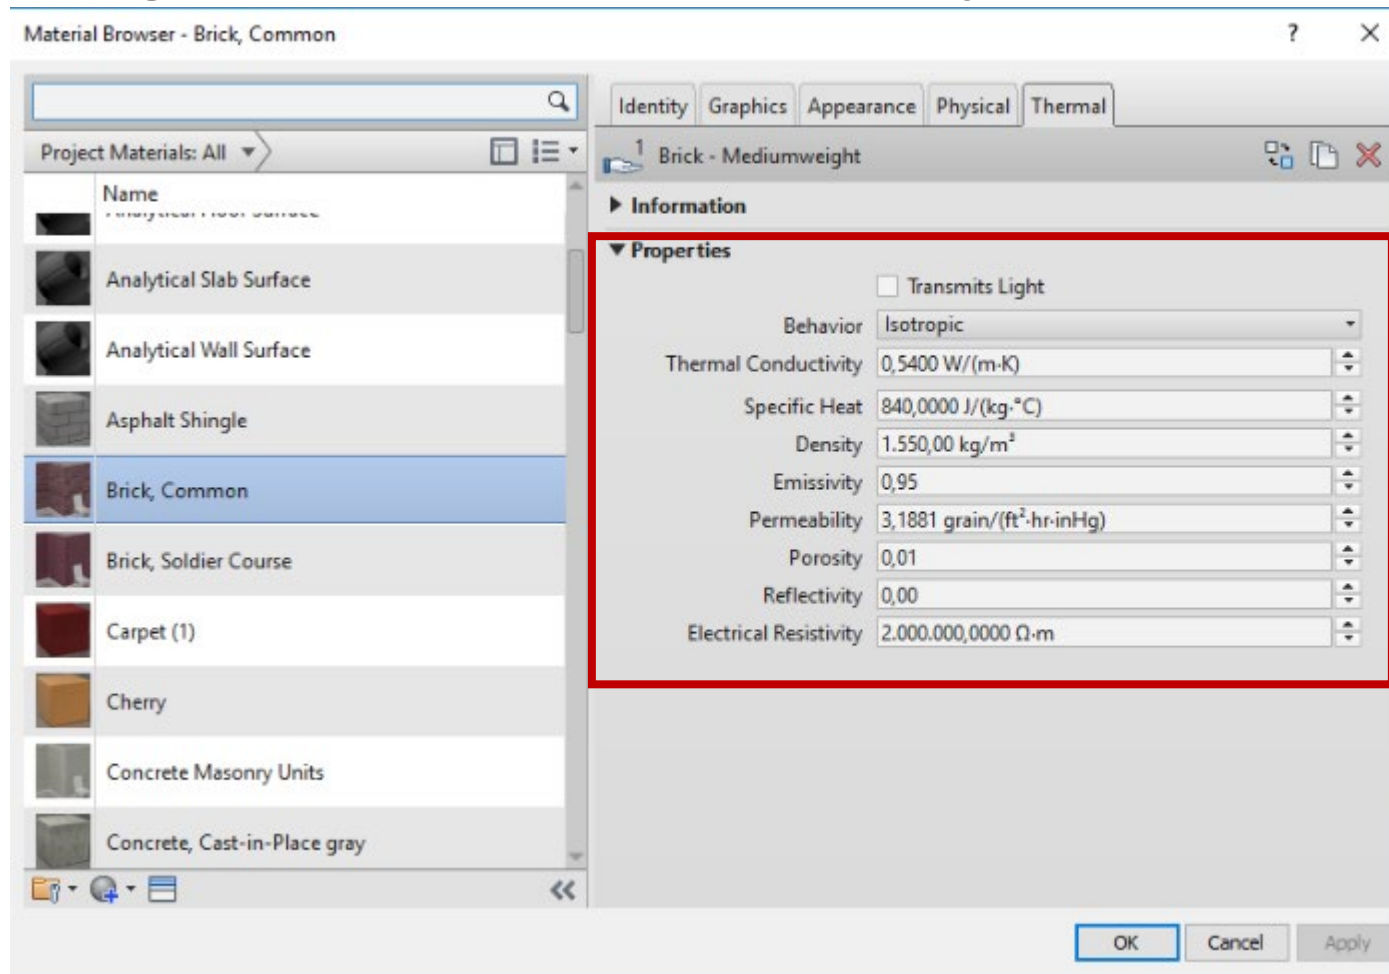 Material Browser - Brick, Common
?
Project Materials: All
Name
Analytical Slab Surface
Analytical Wall Surface
Asphalt Shingle
Brick, Common
Brick, Soldier Course
Carpet (1)
Cherry
Concrete Masonry Units
Concrete, Cast-in-Place gray
Identity Graphics Appearance Physical Thermal
1
Brick - Mediumweight
Information
Properties
Transmits Light
Behavior Isotropic
Thermal Conductivity 0,5400 W/(m·K)
Specific Heat 840,0000 J/(kg·°C)
Density 1.550,00 kg/m³
Emissivity 0,95
Permeability 3,1881 grain/(ft²·hr·inHg)
Porosity 0,01
Reflectivity 0,00
Electrical Resistivity 2.000.000,0000 Ω·m
OK Cancel Apply